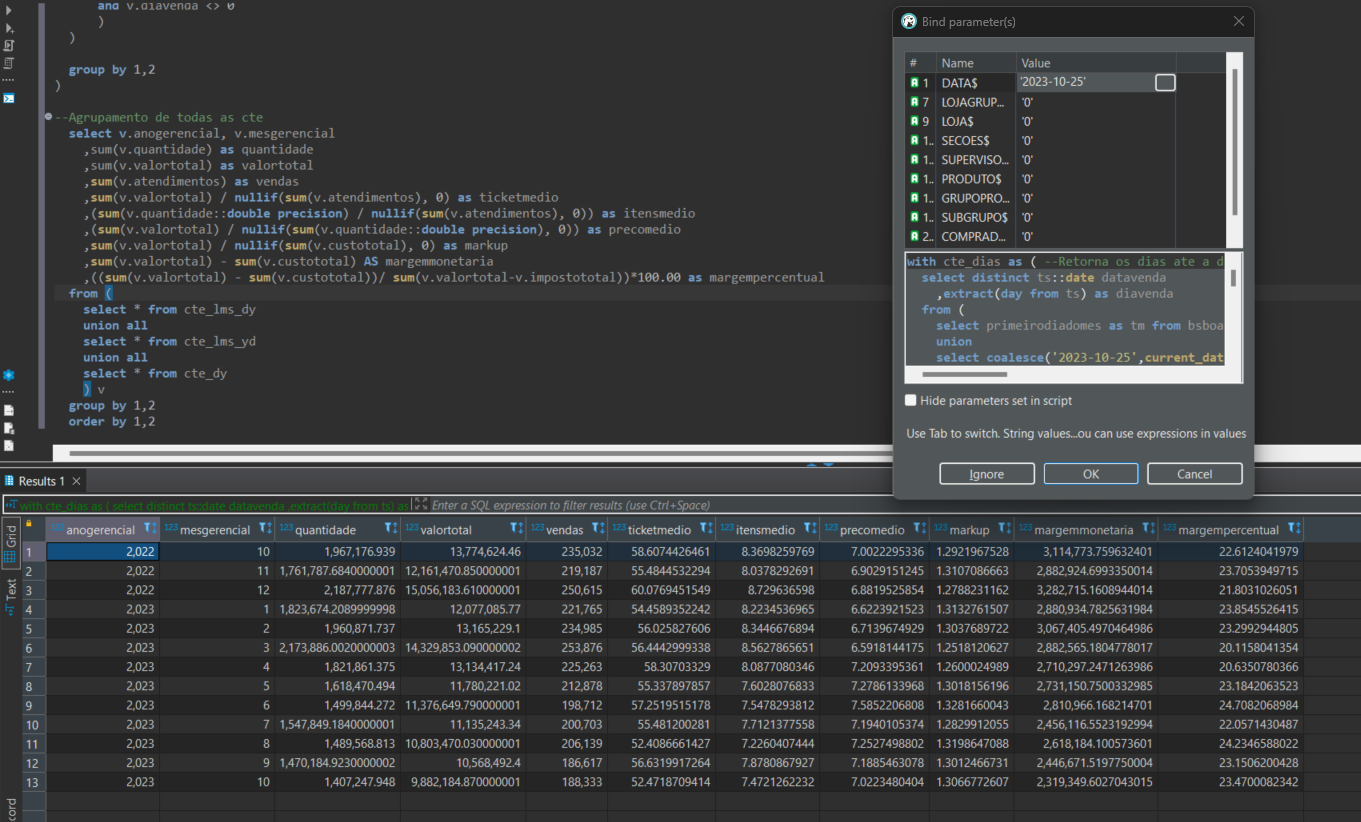 and v.diavenda <> 0
)
)
group by 1,2
)
--Agrupamento de todas as cte
select v.anogerencial, v.mesgerencial
,sum(v.quantidade) as quantidade
,sum(v.valortotal) as valortotal
,sum(v.atendimentos) as vendas
,sum(v.valortotal) / nullif(sum(v.atendimentos), 0) as ticketmedio
,(sum(v.quantidade::double precision) / nullif(sum(v.atendimentos), 0)) as itensmedio
,(sum(v.valortotal) / nullif(sum(v.quantidade::double precision), 0)) as precomedio
,sum(v.valortotal) / nullif(sum(v.custototal), 0) as markup
,sum(v.valortotal) - sum(v.custototal) AS margemmonetaria
,((sum(v.valortotal) - sum(v.custototal))/ sum(v.valortotal-v.impostototal))*100.00 as margempercentual
from (
select * from cte_lms_dy
union all
select * from cte_lms_yd
union all
select * from cte_dy
) v
group by 1,2
order by 1,2
Bind parameter(s)
# Name Value
A 1 DATA$ '2023-10-25'
A 7 LOJAGRUP... '0'
A 9 LOJA$ '0'
A 1.. SECOES$ '0'
A 1.. SUPERVISO... '0'
A 1.. PRODUTO$ '0'
A 1.. GRUPOPRO... '0'
A 1.. SUBGRUPO$ '0'
A 2.. COMPRAD... '0'
with cte_dias as ( --Retorna os dias ate a d
select distinct ts::date datavenda
,extract(day from ts) as diavenda
from (
select primeirodiadomes as tm from bsboa
union
select coalesce('2023-10-25',current_dat
Hide parameters set in script
Use Tab to switch. String values...ou can use expressions in values
Ignore OK Cancel
Results 1
with cte_dias as ( select distinct ts::date datavenda ,extract(day from ts) as Enter a SQL expression to filter results (use Ctrl+Space)
Grid
Text
cord
123 anogerencial 123 mesgerencial 123 quantidade 123 valortotal 123 vendas 123 ticketmedio 123 itensmedio 123 precomedio 123 markup 123 margemmonetaria 123 margempercentual
1 2,022 10 1,967,176.939 13,774,624.46 235,032 58.6074426461 8.3698259769 7.0022295336 1.2921967528 3,114,773.759632401 22.6124041979
2 2,022 11 1,761,787.6840000001 12,161,470.850000001 219,187 55.4844532294 8.0378292691 6.9029151245 1.3107086663 2,882,924.6993350014 23.7053949715
3 2,022 12 2,187,777.876 15,056,183.610000001 250,615 60.0769451549 8.729636598 6.8819525854 1.2788231162 3,282,715.1608944014 21.8031026051
4 2,023 1 1,823,674.2089999998 12,077,085.77 221,765 54.4589352242 8.2234536965 6.6223921523 1.3132761507 2,880,934.7825631984 23.8545526415
5 2,023 2 1,960,871.737 13,165,229.1 234,985 56.025827606 8.3446676894 6.7139674929 1.3037689722 3,067,405.4970464986 23.2992944805
6 2,023 3 2,173,886.0020000003 14,329,853.090000002 253,876 56.4442999338 8.5627865651 6.5918144175 1.2518120627 2,882,565.1804778017 20.1158041354
7 2,023 4 1,821,861.375 13,134,417.24 225,263 58.30703329 8.0877080346 7.2093395361 1.2600024989 2,710,297.2471263986 20.6350780366
8 2,023 5 1,618,470.494 11,780,221.02 212,878 55.337897857 7.6028076833 7.2786133968 1.3018156196 2,731,150.7500332985 23.1842063523
9 2,023 6 1,499,844.272 11,376,649.790000001 198,712 57.2519515178 7.5478293812 7.5852206808 1.3281660043 2,810,966.168214701 24.7082068984
10 2,023 7 1,547,849.1840000001 11,135,243.34 200,703 55.481200281 7.7121377558 7.1940105374 1.2829912055 2,456,116.5523192994 22.0571430487
11 2,023 8 1,489,568.813 10,803,470.030000001 206,139 52.4086661427 7.2260407444 7.2527498802 1.3198647088 2,618,184.100573601 24.2346588022
12 2,023 9 1,470,184.9230000002 10,568,492.4 186,617 56.6319917264 7.8780867927 7.1885463078 1.3012466731 2,446,671.5197750004 23.1506200428
13 2,023 10 1,407,247.948 9,882,184.870000001 188,333 52.4718709414 7.4721262232 7.0223480404 1.3066772607 2,319,349.6027043015 23.4700082342